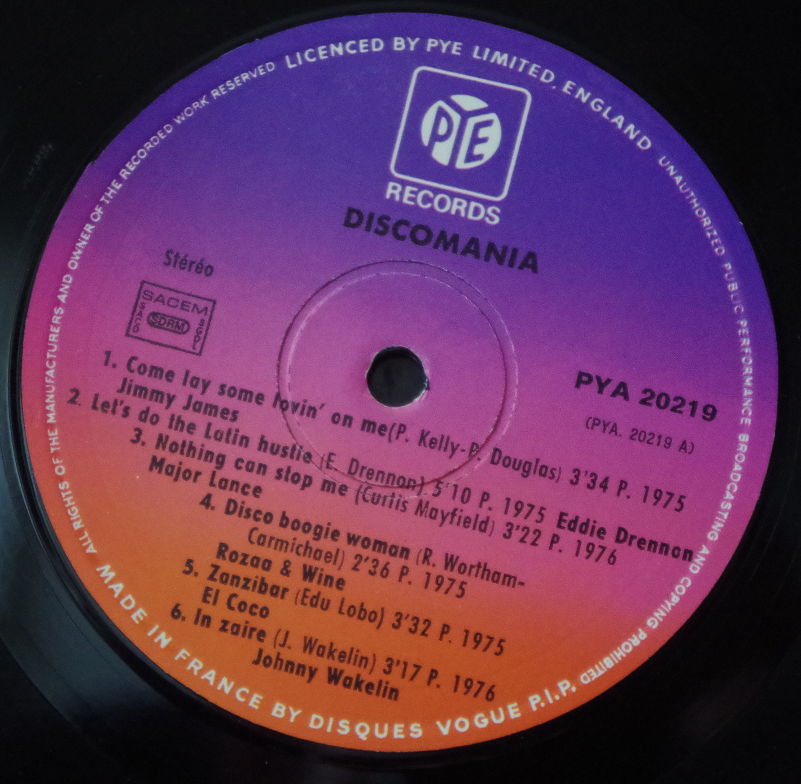 LICENCED BY PYE LIMITED, ENGLAND
UNAUTHORIZED PUBLIC PERFORMANCE BROADCASTING AND COPYING PROHIBITED
ALL RIGHTS OF THE MANUFACTURERS AND OWNER OF THE RECORDED WORK RESERVED
PYE
RECORDS
DISCOMANIA
Stéréo
SACEM
SACD SDRM SGDL
PYA 20219
(PYA. 20219 A)
1. Come lay some lovin' on me (P. Kelly-P. Douglas) 3'34 P. 1975
Jimmy James
2. Let's do the Latin hustle (E. Drennon) 5'10 P. 1975 Eddie Drennon
3. Nothing can stop me (Curtis Mayfield) 3'22 P. 1976
Major Lance
4. Disco boogie woman (R. Wortham-
Carmichael) 2'36 P. 1975
Rozaa & Wine
5. Zanzibar (Edu Lobo) 3'32 P. 1975
El Coco
6. In zaire (J. Wakelin) 3'17 P. 1976
Johnny Wakelin
MADE IN FRANCE BY DISQUES VOGUE P.I.P.